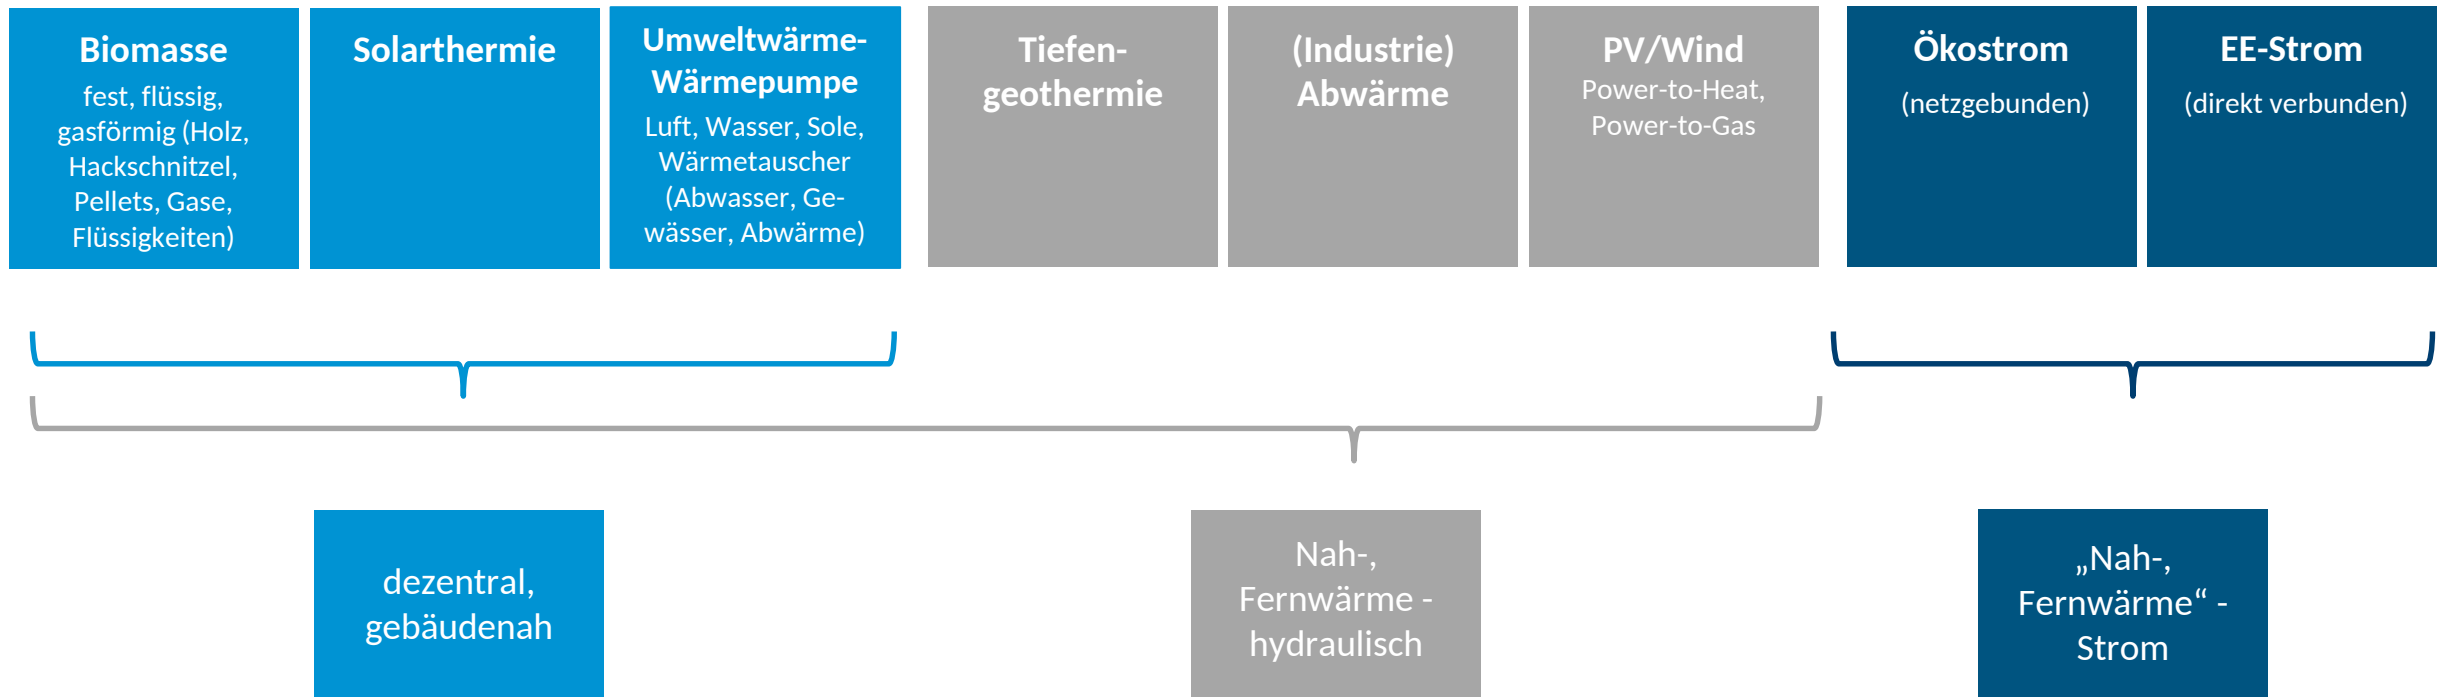 Biomasse
fest, flüssig,
gasförmig (Holz,
Hackschnitzel,
Pellets, Gase,
Flüssigkeiten)
Solarthermie
Umweltwärme-
Wärmepumpe
Luft, Wasser, Sole,
Wärmetauscher
(Abwasser, Ge-
wässer, Abwärme)
Tiefen-
geothermie
(Industrie)
Abwärme
PV/Wind
Power-to-Heat,
Power-to-Gas
Ökostrom
(netzgebunden)
EE-Strom
(direkt verbunden)
dezentral,
gebäudenah
Nah-,
Fernwärme -
hydraulisch
„Nah-,
Fernwärme“ -
Strom